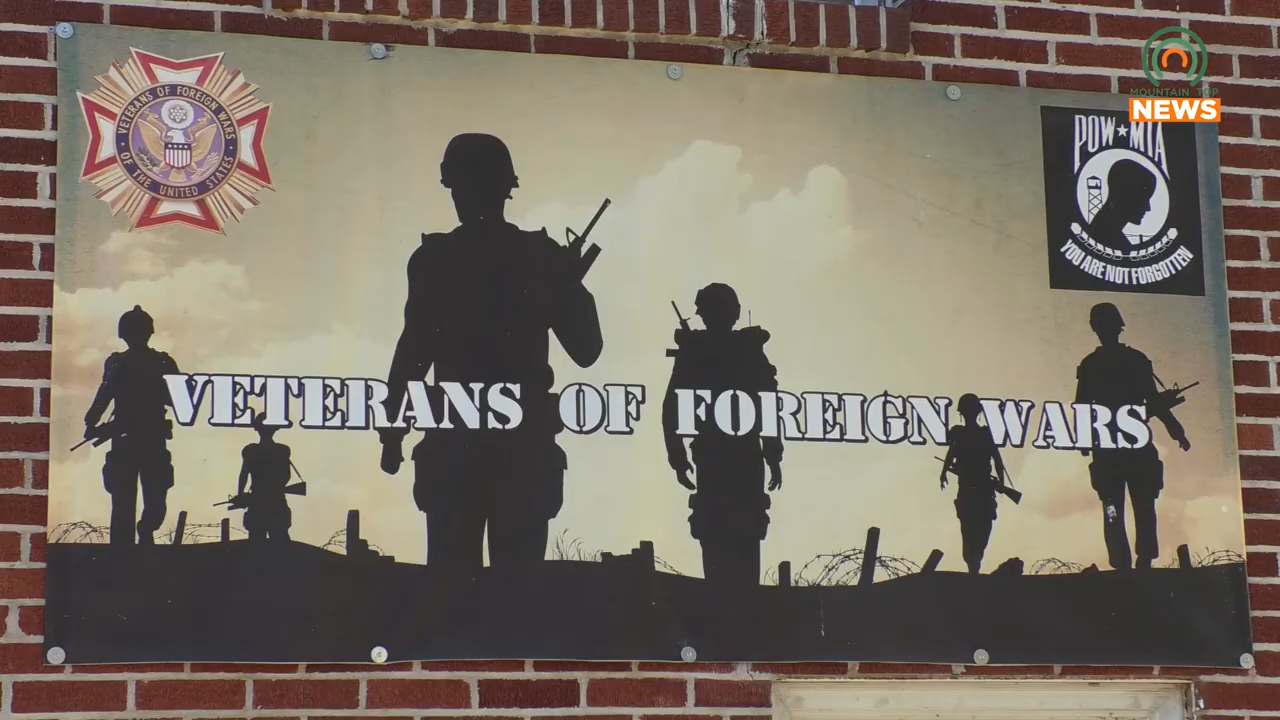 MOUNTAIN TOP
NEWS
VETERANS OF FOREIGN WARS
OF THE UNITED STATES
POW★MIA
YOU ARE NOT FORGOTTEN
VETERANS OF FOREIGN WARS